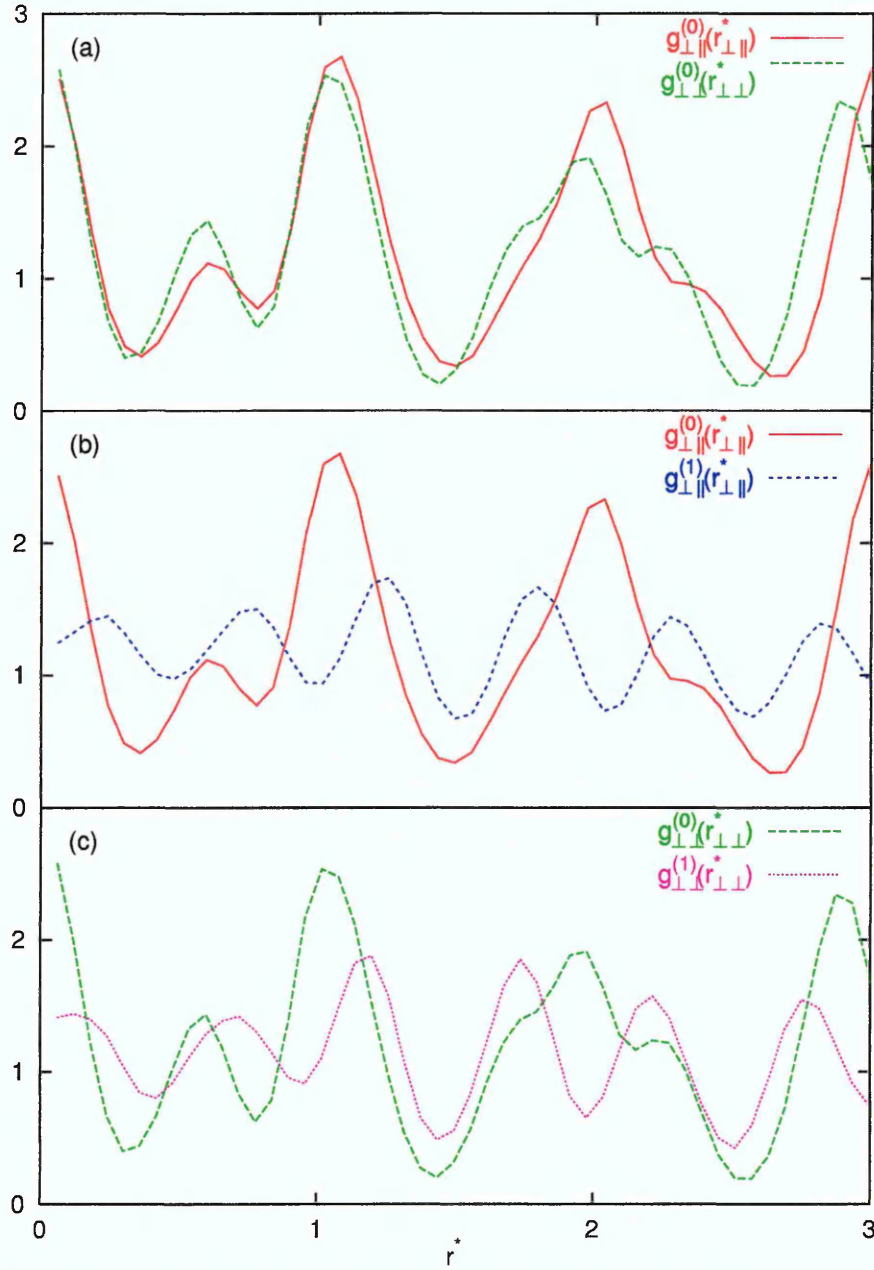 3
(a)
g⊥∥(0)(r*⊥∥)
g⊥⊥(0)(r*⊥⊥)
2
1
0
(b)
g⊥∥(0)(r*⊥∥)
g⊥∥(1)(r*⊥∥)
2
1
0
(c)
g⊥⊥(0)(r*⊥⊥)
g⊥⊥(1)(r*⊥⊥)
2
1
0
0 1 2 3
r*